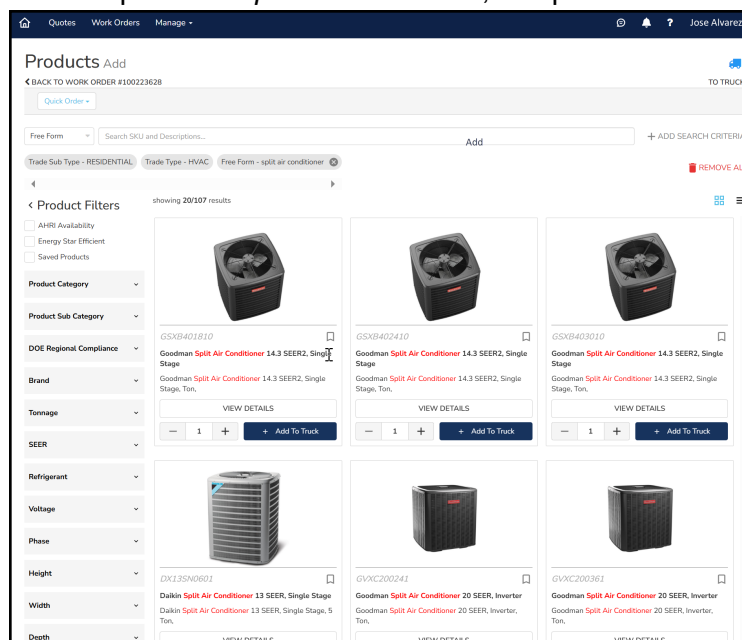 Quotes Work Orders Manage ? Jose Alvarez
Products Add
BACK TO WORK ORDER #100223628 TO TRUCK
Quick Order
Free Form Search SKU and Descriptions... Add + ADD SEARCH CRITERIA
Trade Sub Type - RESIDENTIAL Trade Type - HVAC Free Form - split air conditioner
REMOVE AL
< Product Filters showing 20/107 results
AHRI Availability
Energy Star Efficient
Saved Products
Product Category
Product Sub Category
DOE Regional Compliance
Brand
Tonnage
SEER
Refrigerant
Voltage
Phase
Height
Width
Depth
GSXB401810
Goodman Split Air Conditioner 14.3 SEER2, Single
Stage
Goodman Split Air Conditioner 14.3 SEER2, Single
Stage, Ton,
VIEW DETAILS
− 1 + + Add To Truck
GSXB402410
Goodman Split Air Conditioner 14.3 SEER2, Single
Stage
Goodman Split Air Conditioner 14.3 SEER2, Single
Stage, Ton,
VIEW DETAILS
− 1 + + Add To Truck
GSXB403010
Goodman Split Air Conditioner 14.3 SEER2, Single
Stage
Goodman Split Air Conditioner 14.3 SEER2, Single
Stage, Ton,
VIEW DETAILS
− 1 + + Add To Truck
DX13SN0601
Daikin Split Air Conditioner 13 SEER, Single Stage
Daikin Split Air Conditioner 13 SEER, Single Stage, 5
Ton,
VIEW DETAILS
GVXC200241
Goodman Split Air Conditioner 20 SEER, Inverter
Goodman Split Air Conditioner 20 SEER, Inverter,
Ton,
VIEW DETAILS
GVXC200361
Goodman Split Air Conditioner 20 SEER, Inverter
Goodman Split Air Conditioner 20 SEER, Inverter,
Ton,
VIEW DETAILS